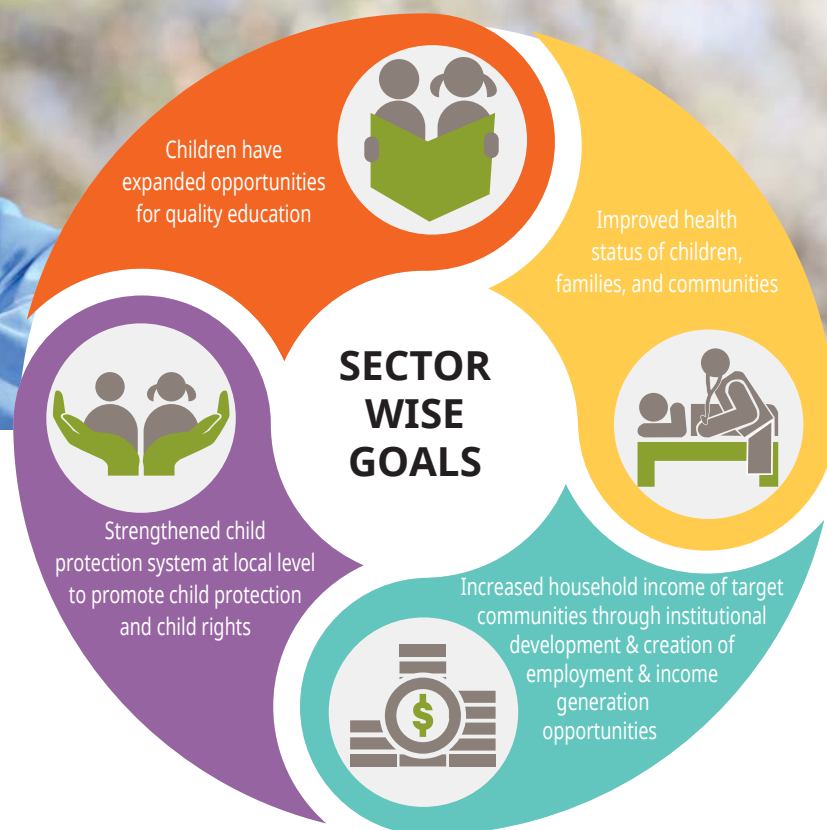 Children have
expanded opportunities
for quality education
Improved health
status of children,
families, and communities
SECTOR
WISE
GOALS
Strengthened child
protection system at local level
to promote child protection
and child rights
Increased household income of target
communities through institutional
development & creation of
employment & income
generation
opportunities
$